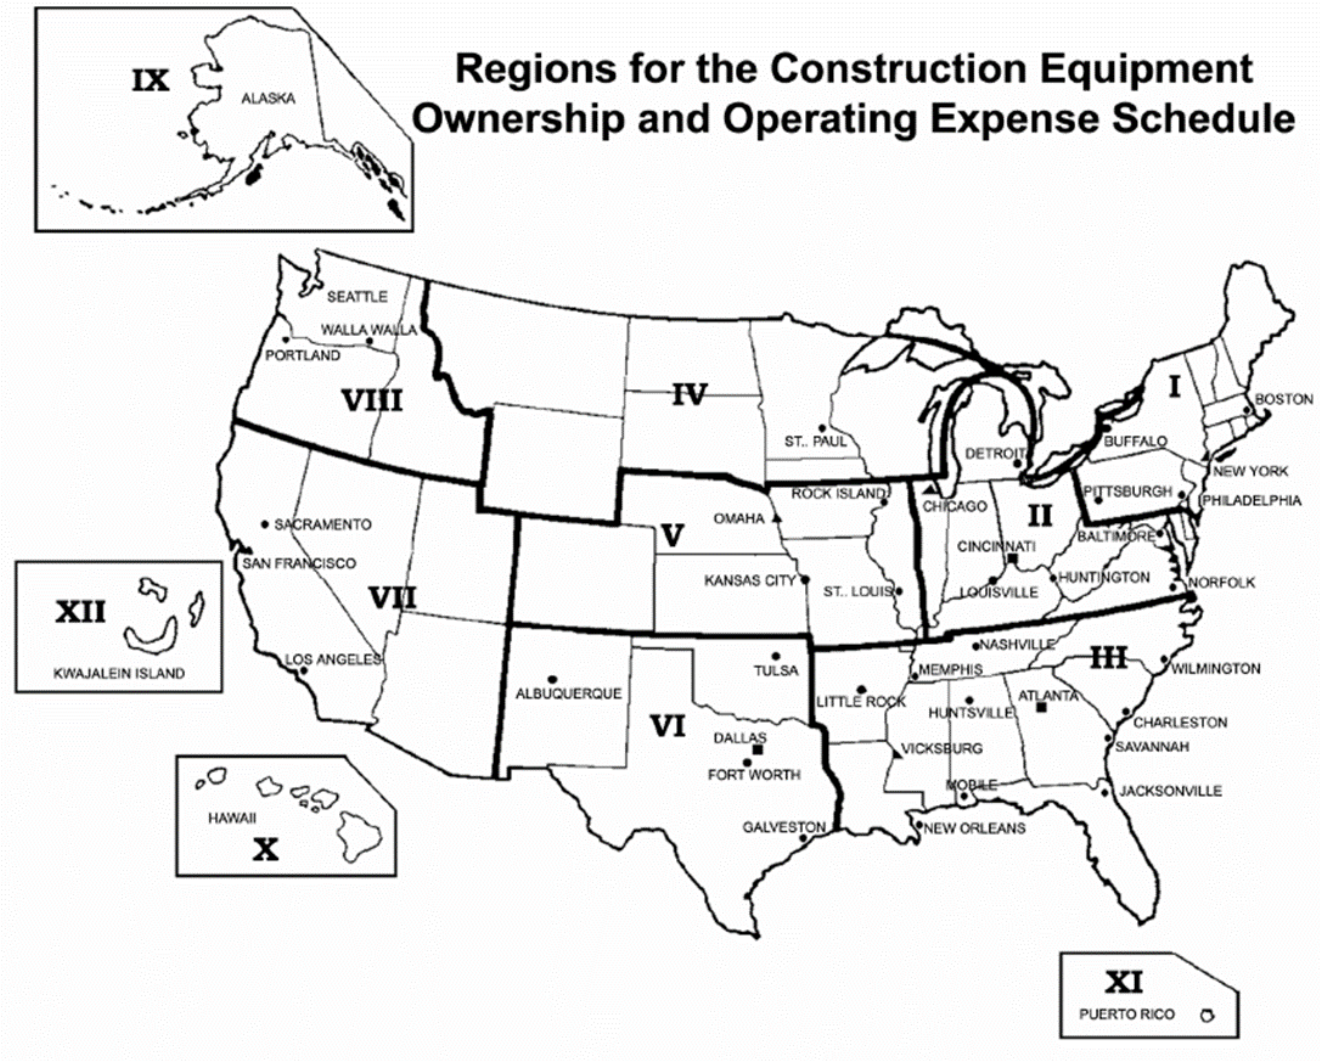 Regions for the Construction Equipment
Ownership and Operating Expense Schedule
IX
ALASKA
SEATTLE
WALLA WALLA
PORTLAND
VIII
IV
ST.. PAUL
DETROIT
I
BOSTON
BUFFALO
NEW YORK
PITTSBURGH
PHILADELPHIA
ROCK ISLAND
CHICAGO
II
OMAHA
V
SACRAMENTO
SAN FRANCISCO
CINCINNATI
BALTIMORE
KANSAS CITY
ST.. LOUIS
LOUISVILLE
HUNTINGTON
NORFOLK
VII
XII
KWAJALEIN ISLAND
LOS ANGELES
ALBUQUERQUE
TULSA
NASHVILLE
MEMPHIS
III
WILMINGTON
LITTLE ROCK
HUNTSVILLE
ATLANTA
CHARLESTON
VI
DALLAS
FORT WORTH
VICKSBURG
SAVANNAH
MOBILE
JACKSONVILLE
GALVESTON
NEW ORLEANS
HAWAII
X
XI
PUERTO RICO